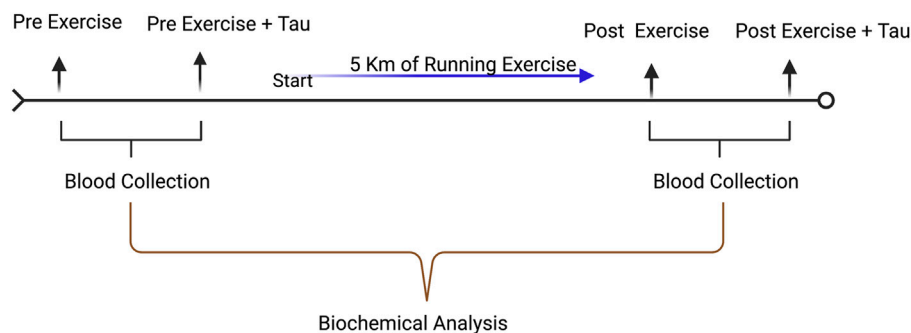 Pre Exercise
Pre Exercise + Tau
Post Exercise
Post Exercise + Tau
5 Km of Running Exercise
Start
Blood Collection
Blood Collection
Biochemical Analysis